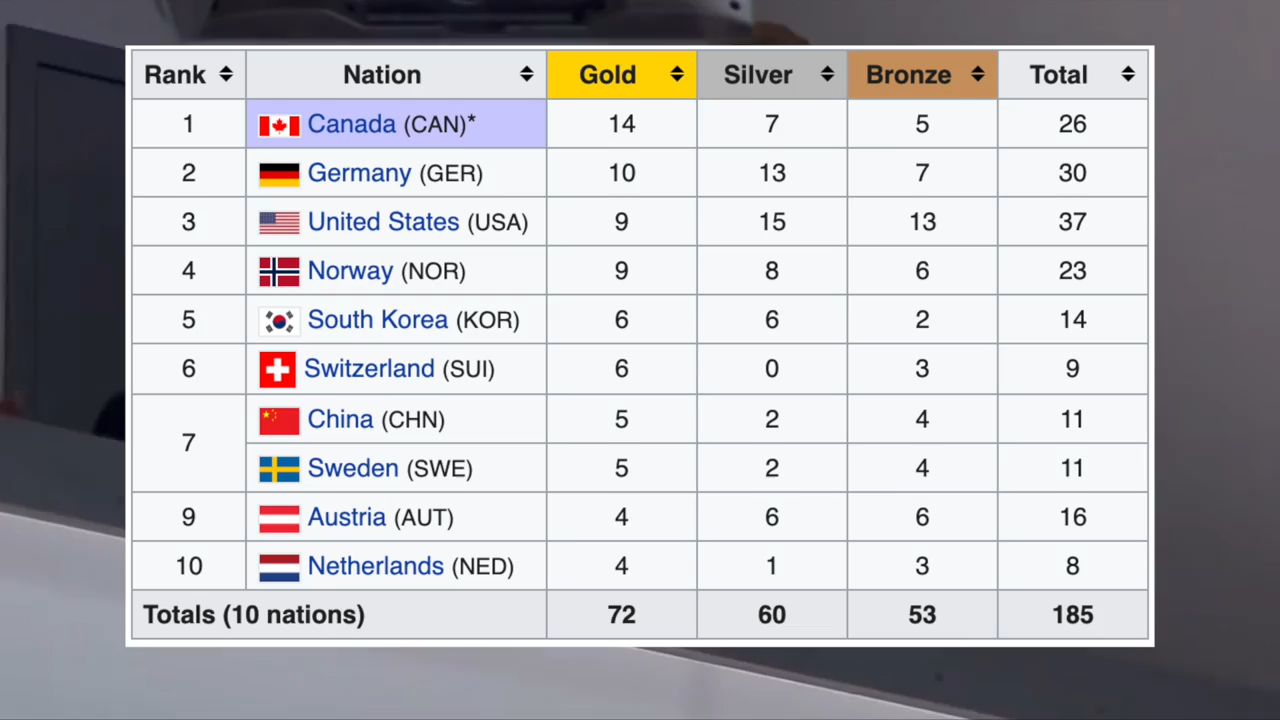 Rank Nation Gold Silver Bronze Total
1 Canada (CAN)* 14 7 5 26
2 Germany (GER) 10 13 7 30
3 United States (USA) 9 15 13 37
4 Norway (NOR) 9 8 6 23
5 South Korea (KOR) 6 6 2 14
6 Switzerland (SUI) 6 0 3 9
7 China (CHN) 5 2 4 11
Sweden (SWE) 5 2 4 11
9 Austria (AUT) 4 6 6 16
10 Netherlands (NED) 4 1 3 8
Totals (10 nations) 72 60 53 185